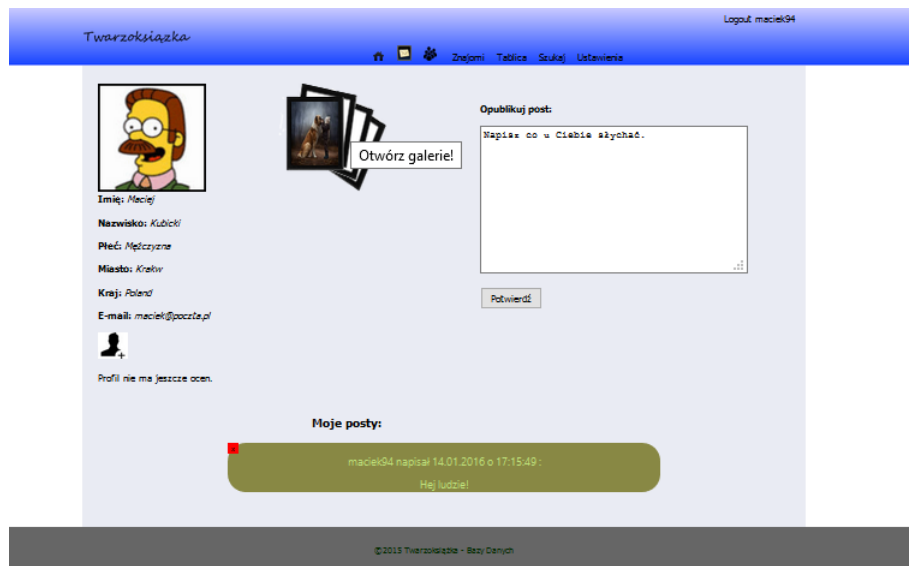 Logout maciek94
Twarzoksiązka
Znajomi Tablica Szukaj Ustawienia
Otwórz galerie!
Opublikuj post:
Napisz co u Ciebie słychać.
Potwierdź
Imię: Maciej
Nazwisko: Kubicki
Płeć: Mężczyzna
Miasto: Krakw
Kraj: Poland
E-mail: maciek@poczta.pl
Profil nie ma jeszcze ocen.
Moje posty:
maciek94 napisał 14.01.2016 o 17:15:49 :
Hej ludzie!
©2015 Twarzoksiązka - Bazy Danych